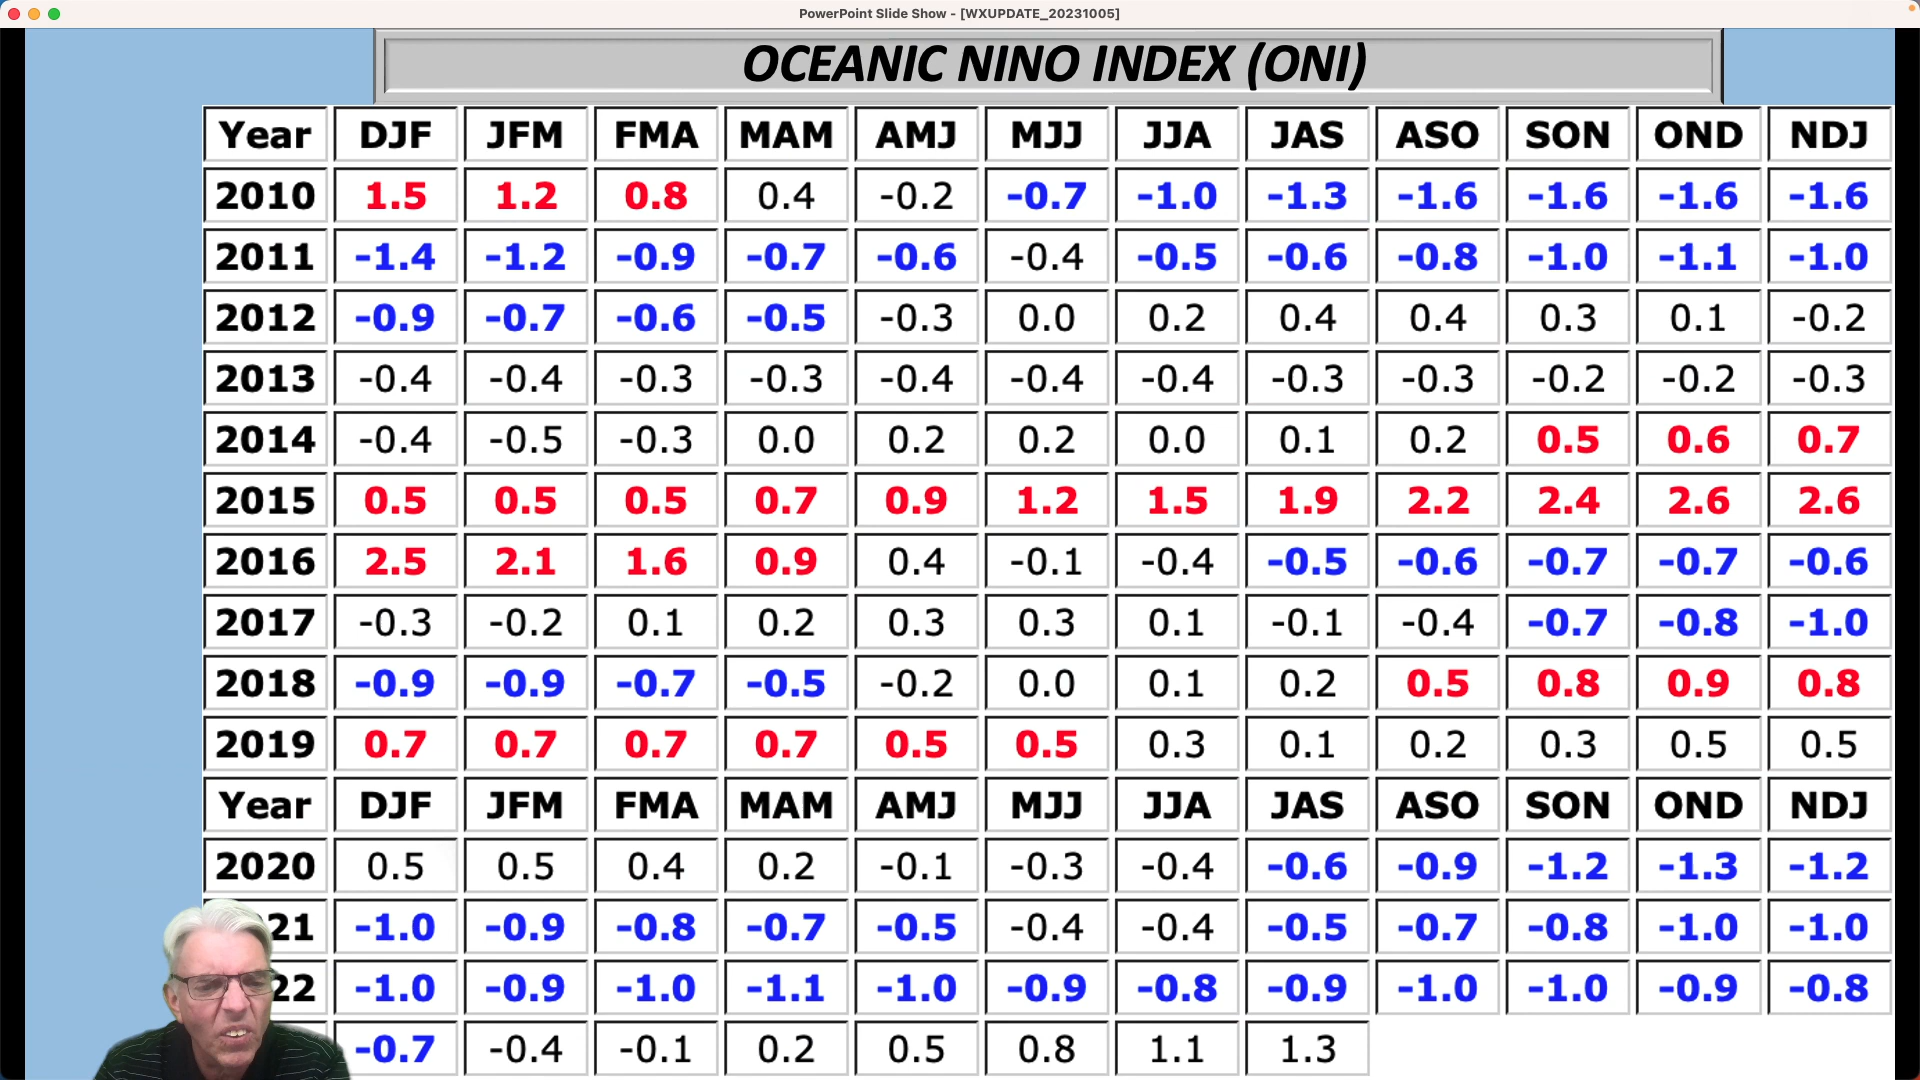 PowerPoint Slide Show - [WXUPDATE_20231005]
OCEANIC NINO INDEX (ONI)
Year DJF JFM FMA MAM AMJ MJJ JJA JAS ASO SON OND NDJ
2010 1.5 1.2 0.8 0.4 -0.2 -0.7 -1.0 -1.3 -1.6 -1.6 -1.6 -1.6
2011 -1.4 -1.2 -0.9 -0.7 -0.6 -0.4 -0.5 -0.6 -0.8 -1.0 -1.1 -1.0
2012 -0.9 -0.7 -0.6 -0.5 -0.3 0.0 0.2 0.4 0.4 0.3 0.1 -0.2
2013 -0.4 -0.4 -0.3 -0.3 -0.4 -0.4 -0.4 -0.3 -0.3 -0.2 -0.2 -0.3
2014 -0.4 -0.5 -0.3 0.0 0.2 0.2 0.0 0.1 0.2 0.5 0.6 0.7
2015 0.5 0.5 0.5 0.7 0.9 1.2 1.5 1.9 2.2 2.4 2.6 2.6
2016 2.5 2.1 1.6 0.9 0.4 -0.1 -0.4 -0.5 -0.6 -0.7 -0.7 -0.6
2017 -0.3 -0.2 0.1 0.2 0.3 0.3 0.1 -0.1 -0.4 -0.7 -0.8 -1.0
2018 -0.9 -0.9 -0.7 -0.5 -0.2 0.0 0.1 0.2 0.5 0.8 0.9 0.8
2019 0.7 0.7 0.7 0.7 0.5 0.5 0.3 0.1 0.2 0.3 0.5 0.5
Year DJF JFM FMA MAM AMJ MJJ JJA JAS ASO SON OND NDJ
2020 0.5 0.5 0.4 0.2 -0.1 -0.3 -0.4 -0.6 -0.9 -1.2 -1.3 -1.2
21 -1.0 -0.9 -0.8 -0.7 -0.5 -0.4 -0.4 -0.5 -0.7 -0.8 -1.0 -1.0
22 -1.0 -0.9 -1.0 -1.1 -1.0 -0.9 -0.8 -0.9 -1.0 -1.0 -0.9 -0.8
-0.7 -0.4 -0.1 0.2 0.5 0.8 1.1 1.3